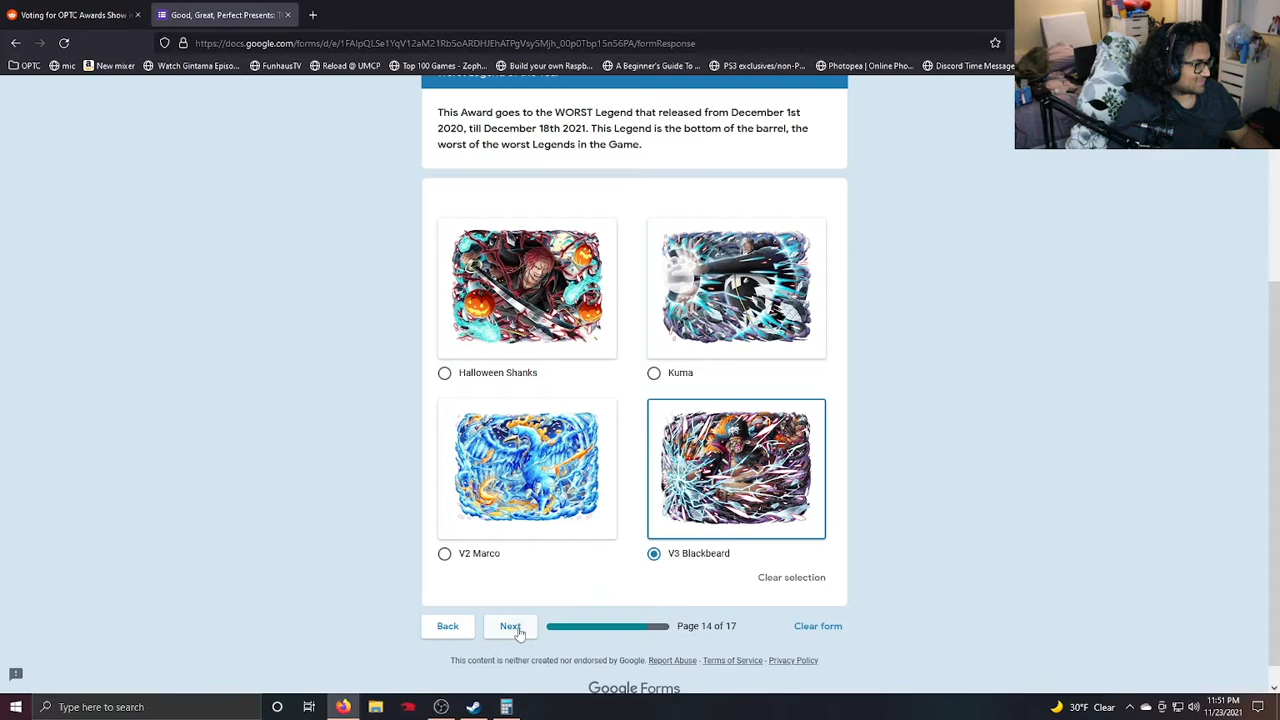 Voting for OPTC Awards Show
Good, Great, Perfect Presents: T
https://docs.google.com/forms/d/e/1FAIpQLSe1YqV12aM21Rb5oARDHJEhATPgVsy5Mjh_00p0Tbp1Sn56PA/formResponse
OPTC
mic
New mixer
Watch Gintama Episo...
FunhausTV
Reload @ UMCP
Top 100 Games - Zoph...
Build your own Raspb...
A Beginner's Guide To ...
PS3 exclusives/non-P...
Photopea | Online Pho...
Discord Time Message
This Award goes to the WORST Legend that released from December 1st
2020, till December 18th 2021. This Legend is the bottom of the barrel, the
worst of the worst Legends in the Game.
Halloween Shanks
Kuma
V2 Marco
V3 Blackbeard
Clear selection
Back
Next
Page 14 of 17
Clear form
This content is neither created nor endorsed by Google. Report Abuse - Terms of Service - Privacy Policy
Google Forms
Type here to search
30°F Clear
11:51 PM
11/23/2021